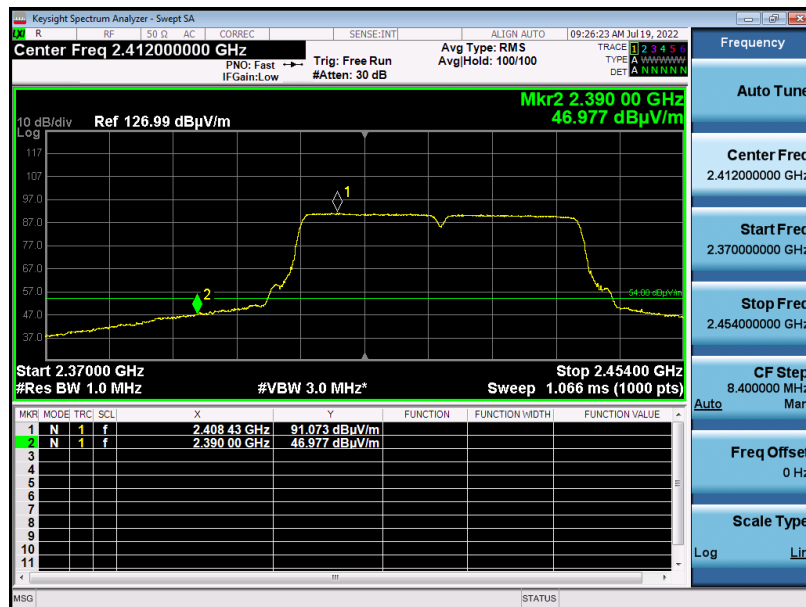 Keysight Spectrum Analyzer - Swept SA
LXI R RF 50 Ω AC CORREC SENSE:INT ALIGN AUTO 09:26:23 AM Jul 19, 2022
Center Freq 2.412000000 GHz
PNO: Fast
IFGain:Low
Trig: Free Run
#Atten: 30 dB
Avg Type: RMS
Avg|Hold: 100/100
TRACE 1 2 3 4 5 6
TYPE A WWWWW
DET A N N N N N
Mkr2 2.390 00 GHz
46.977 dBµV/m
10 dB/div Ref 126.99 dBµV/m
Log
117
107
97.0
87.0
77.0
67.0
57.0
47.0
37.0
1
2
54.00 dBµV/m
Start 2.37000 GHz Stop 2.45400 GHz
#Res BW 1.0 MHz #VBW 3.0 MHz* Sweep 1.066 ms (1000 pts)
MKR MODE TRC SCL X Y FUNCTION FUNCTION WIDTH FUNCTION VALUE
1 N 1 f 2.408 43 GHz 91.073 dBµV/m
2 N 1 f 2.390 00 GHz 46.977 dBµV/m
3
4
5
6
7
8
9
10
11
MSG STATUS
Frequency
Auto Tune
Center Freq
2.412000000 GHz
Start Freq
2.370000000 GHz
Stop Freq
2.454000000 GHz
CF Step
8.400000 MHz
Auto Man
Freq Offset
0 Hz
Scale Type
Log Lin